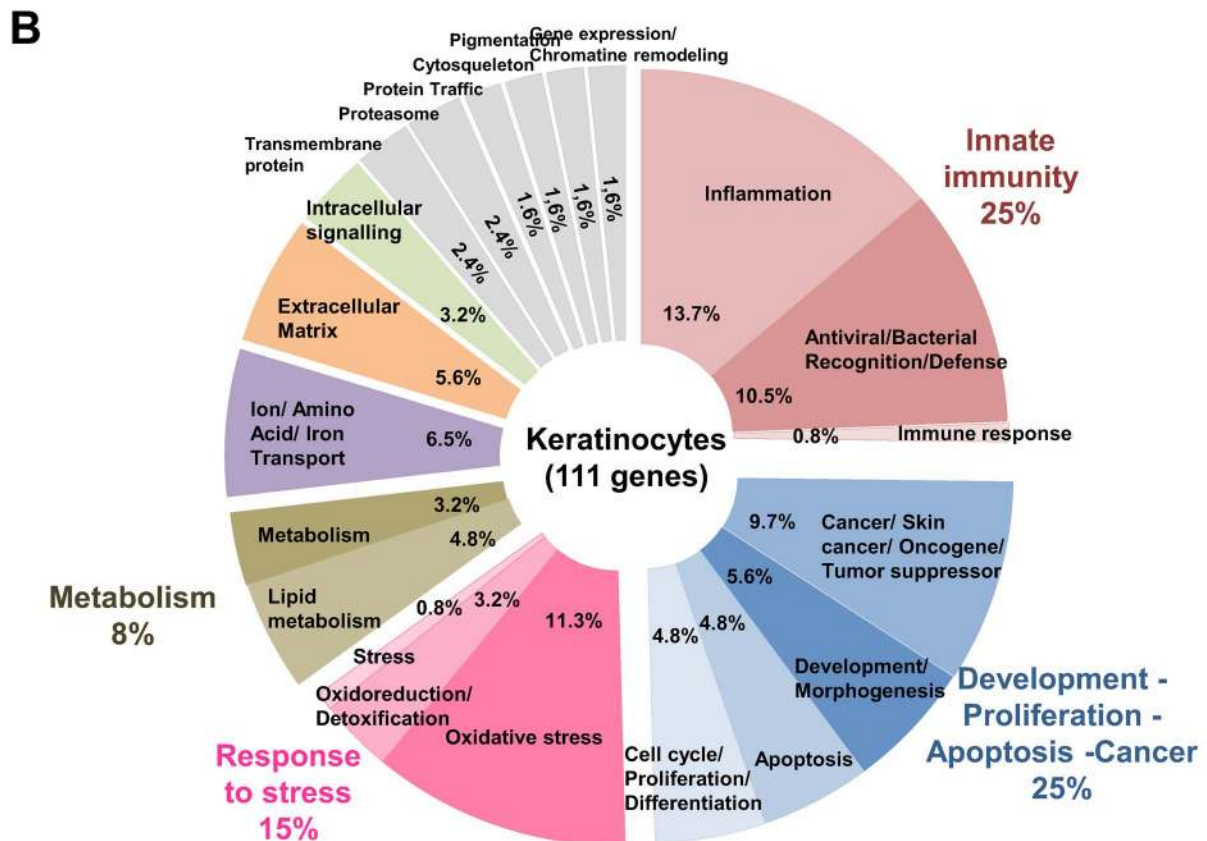 B
Gene expression/
Chromatine remodeling
Pigmentation
Cytosqueleton
Protein Traffic
Proteasome
Transmembrane
protein
Intracellular
signalling
3.2%
2.4%
2.4%
1.6%
1,6%
1,6%
1,6%
Inflammation
13.7%
Innate
immunity
25%
Antiviral/Bacterial
Recognition/Defense
10.5%
0.8%
Immune response
Extracellular
Matrix
5.6%
Ion/ Amino
Acid/ Iron
Transport
6.5%
Keratinocytes
(111 genes)
9.7%
Cancer/ Skin
cancer/ Oncogene/
Tumor suppressor
5.6%
Development/
Morphogenesis
4.8%
Apoptosis
4.8%
Cell cycle/
Proliferation/
Differentiation
Development -
Proliferation -
Apoptosis -Cancer
25%
Metabolism
3.2%
Lipid
metabolism
4.8%
Metabolism
8%
0.8%
Stress
3.2%
Oxidoreduction/
Detoxification
11.3%
Oxidative stress
Response
to stress
15%